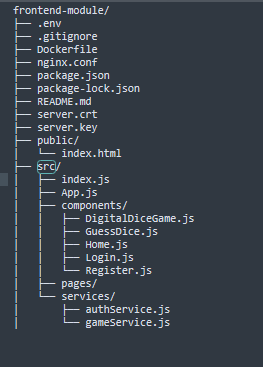 frontend-module/
├── .env
├── .gitignore
├── Dockerfile
├── nginx.conf
├── package.json
├── package-lock.json
├── README.md
├── server.crt
├── server.key
├── public/
│   └── index.html
├── src/
│   ├── index.js
│   ├── App.js
│   ├── components/
│   │   ├── DigitalDiceGame.js
│   │   ├── GuessDice.js
│   │   ├── Home.js
│   │   ├── Login.js
│   │   └── Register.js
│   ├── pages/
│   └── services/
│       ├── authService.js
│       └── gameService.js